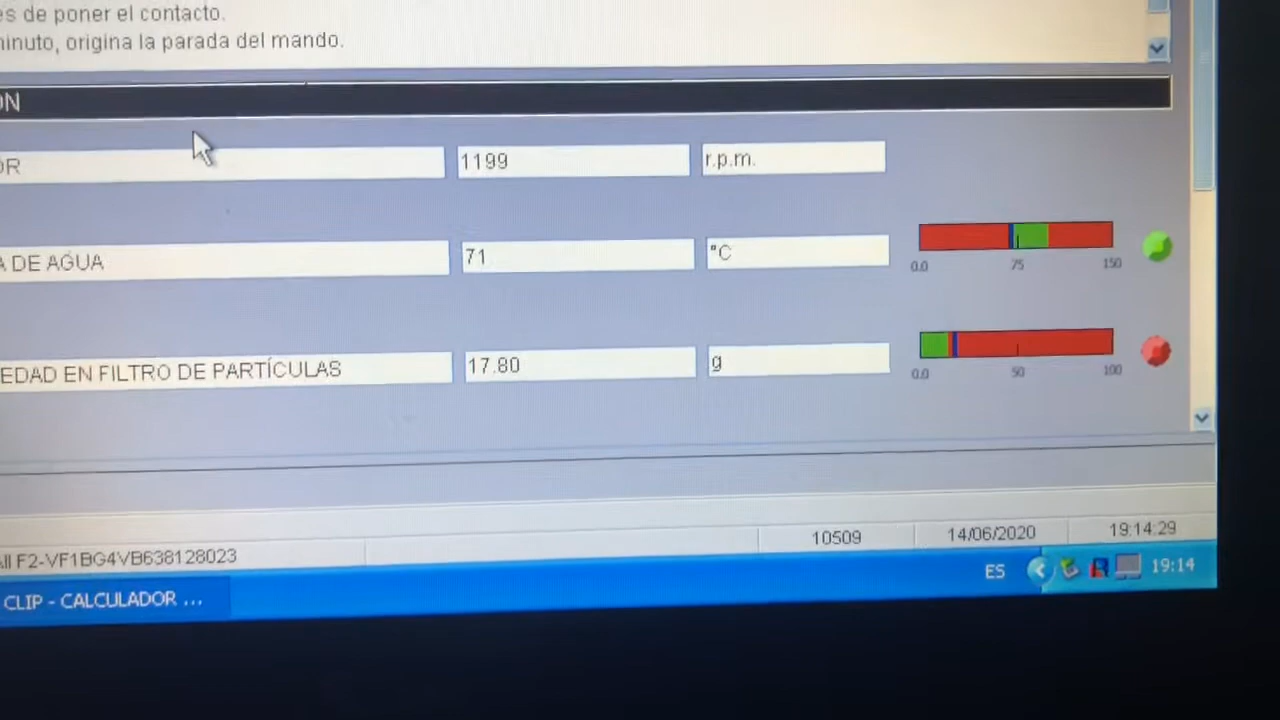 es de poner el contacto.
minuto, origina la parada del mando.
ON
OR 1199 r.p.m.
A DE AGUA 71 °C
0.0 75 150
EDAD EN FILTRO DE PARTÍCULAS 17.80 g
0.0 50 100
All F2-VF1BG4VB638128023 10509 14/06/2020 19:14:29
CLIP - CALCULADOR ... ES 19:14